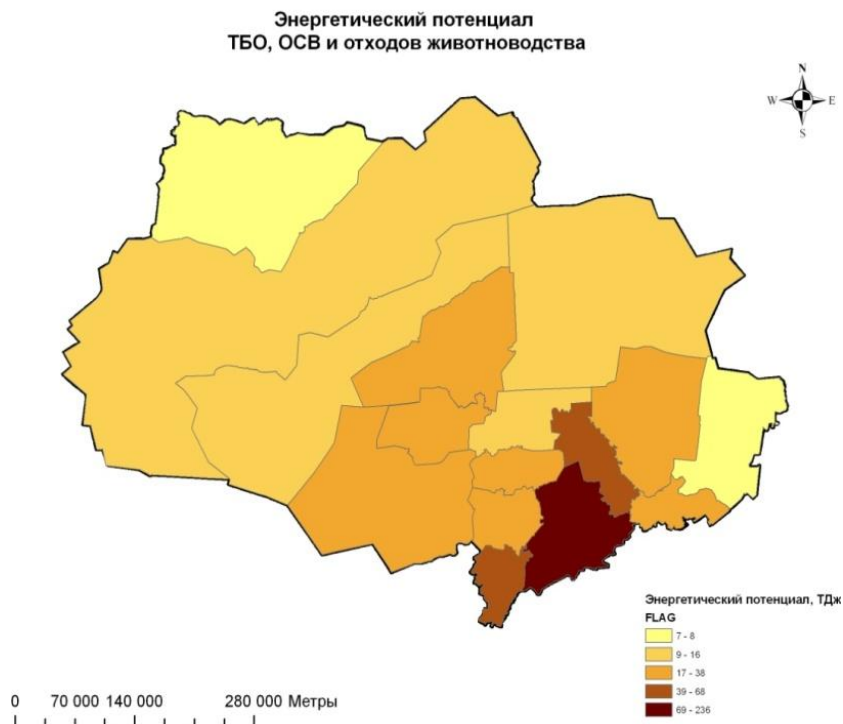 Энергетический потенциал
ТБО, ОСВ и отходов животноводства
N
W E
S
Энергетический потенциал, ТДж
FLAG
7 - 8
9 - 16
17 - 38
39 - 68
69 - 236
0 70 000 140 000 280 000 Метры